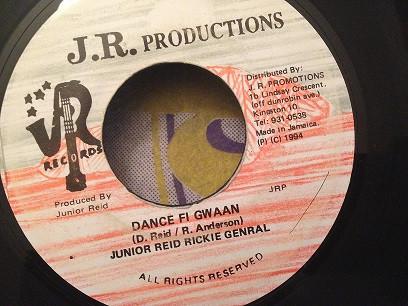 J.R. PRODUCTIONS
JR
RECORDS
Distributed By:
J. R. PROMOTIONS
1b Lindsay Crescent.
(off dunrobin ave.)
Kingston 10
Tel: 931-0538
Made in Jamaica.
(P) (C) 1994
Produced By
Junior Reid
JRP
DANCE FI GWAAN
(D. Reid / R. Anderson)
JUNIOR REID RICKIE GENRAL
ALL RIGHTS RESERVED